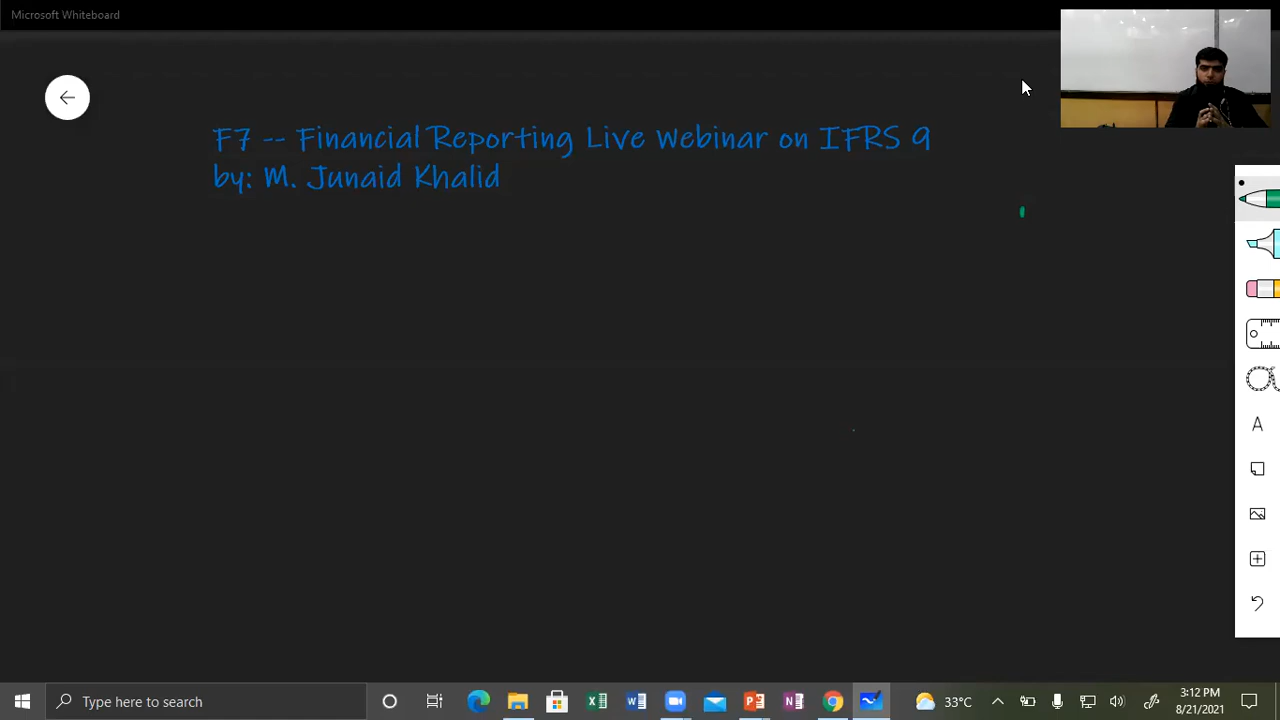 Microsoft Whiteboard
F7 -- Financial Reporting Live Webinar on IFRS 9
by: M. Junaid Khalid
A
Type here to search
33°C
3:12 PM
8/21/2021